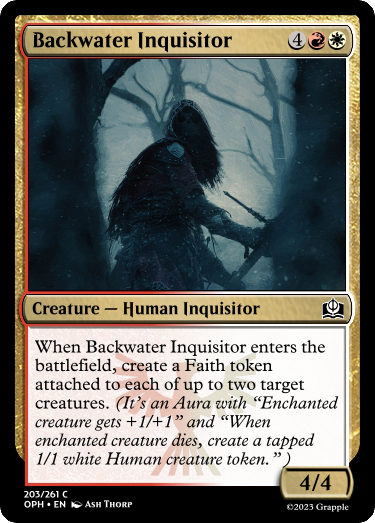 Backwater Inquisitor 4
Creature — Human Inquisitor
When Backwater Inquisitor enters the
battlefield, create a Faith token
attached to each of up to two target
creatures. (It's an Aura with “Enchanted
creature gets +1/+1” and “When
enchanted creature dies, create a tapped
1/1 white Human creature token.” )
4/4
203/261 C
OPH • EN Ash Thorp
©2023 Grapple